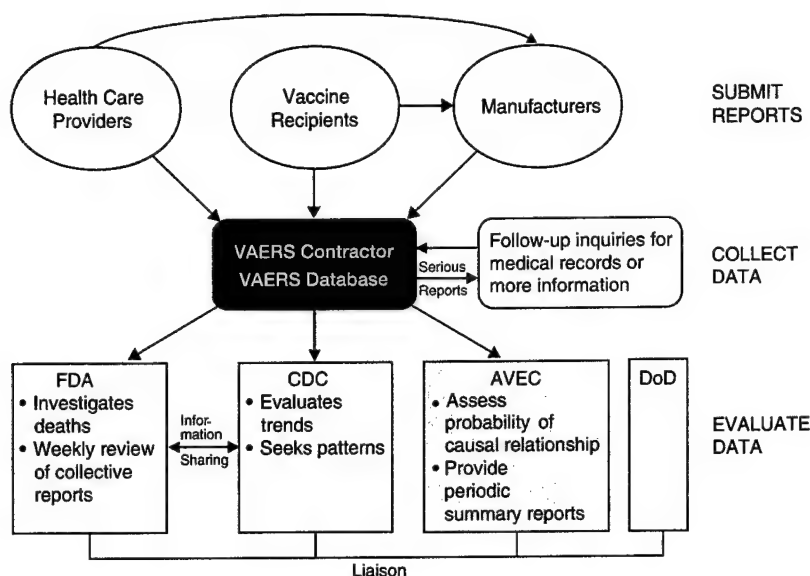 Health Care
Providers
Vaccine
Recipients
Manufacturers
SUBMIT
REPORTS
VAERS Contractor
VAERS Database
Serious
Reports
Follow-up inquiries for
medical records or
more information
COLLECT
DATA
FDA
• Investigates
deaths
• Weekly review
of collective
reports
Infor-
mation
Sharing
CDC
• Evaluates
trends
• Seeks patterns
AVEC
• Assess
probability of
causal relationship
• Provide
periodic
summary reports
DoD
EVALUATE
DATA
Liaison